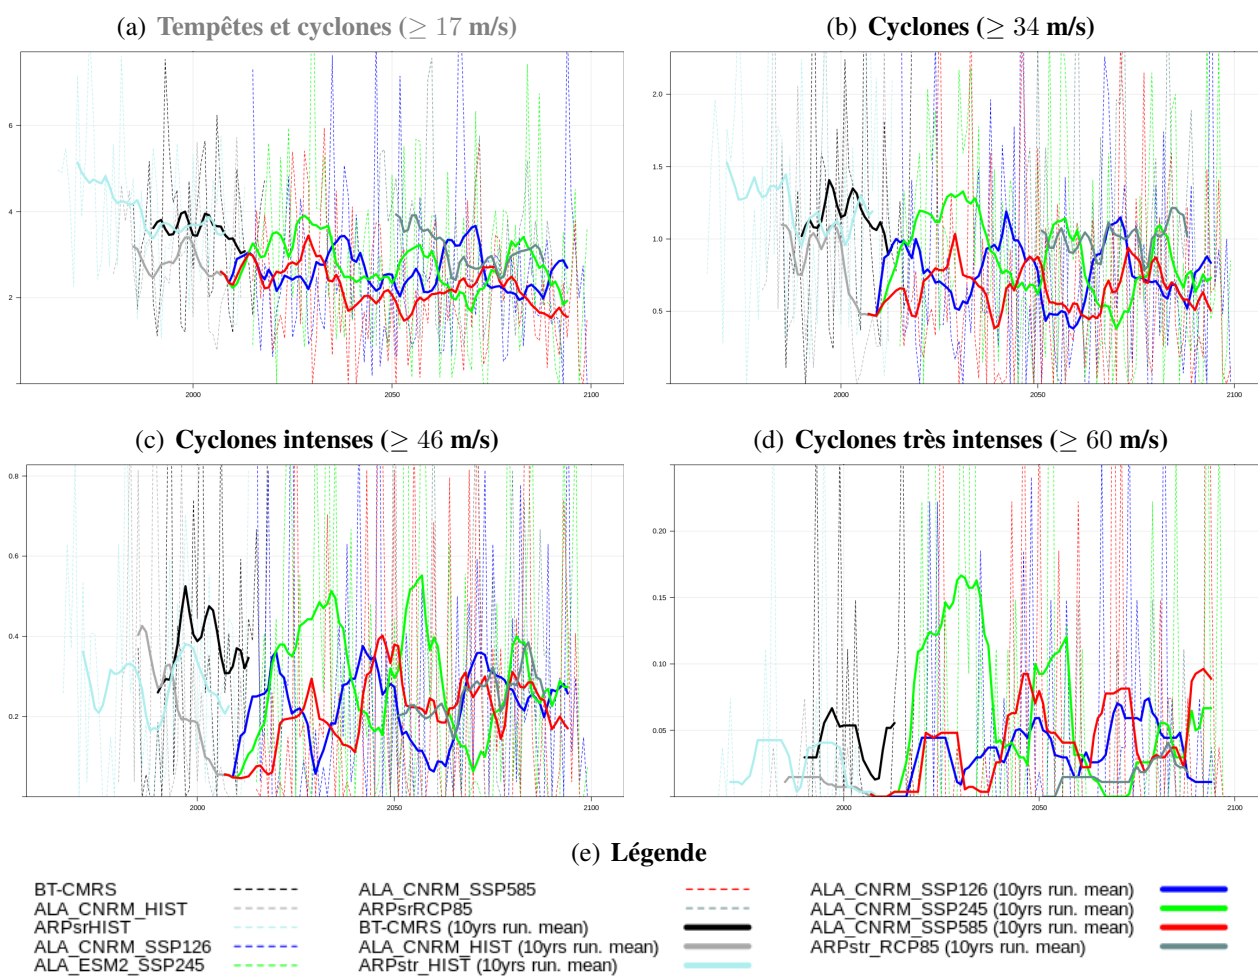 (a) Tempêtes et cyclones (≥ 17 m/s)
(b) Cyclones (≥ 34 m/s)
6
4
2
2000
2050
2100
2.0
1.5
1.0
0.5
2000
2050
2100
(c) Cyclones intenses (≥ 46 m/s)
(d) Cyclones très intenses (≥ 60 m/s)
0.8
0.6
0.4
0.2
2000
2050
2100
0.20
0.15
0.10
0.05
2000
2050
2100
(e) Légende
BT-CMRS
ALA_CNRM_HIST
ARPsrHIST
ALA_CNRM_SSP126
ALA_ESM2_SSP245
ALA_CNRM_SSP585
ARPsrRCP85
BT-CMRS (10yrs run. mean)
ALA_CNRM_HIST (10yrs run. mean)
ARPstr_HIST (10yrs run. mean)
ALA_CNRM_SSP126 (10yrs run. mean)
ALA_CNRM_SSP245 (10yrs run. mean)
ALA_CNRM_SSP585 (10yrs run. mean)
ARPstr_RCP85 (10yrs run. mean)